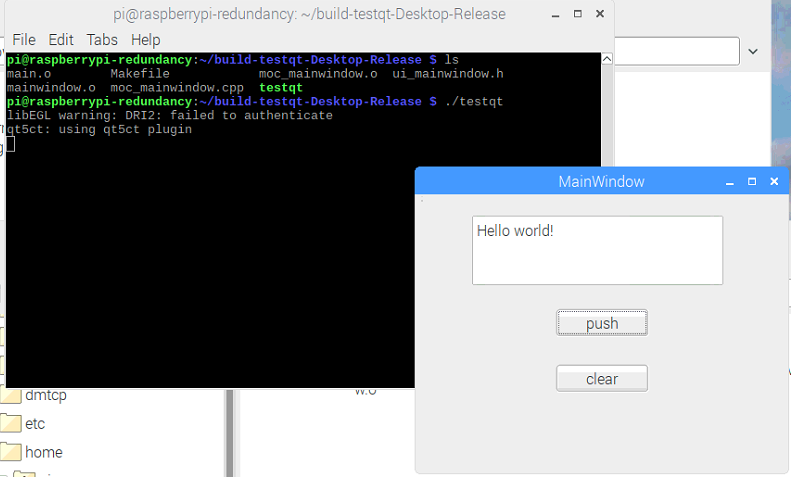 pi@raspberrypi-redundancy: ~/build-testqt-Desktop-Release
File Edit Tabs Help
pi@raspberrypi-redundancy:~/build-testqt-Desktop-Release $ ls
main.o Makefile moc_mainwindow.o ui_mainwindow.h
mainwindow.o moc_mainwindow.cpp testqt
pi@raspberrypi-redundancy:~/build-testqt-Desktop-Release $ ./testqt
libEGL warning: DRI2: failed to authenticate
qt5ct: using qt5ct plugin
MainWindow
Hello world!
push
clear
dmtcp
etc
home